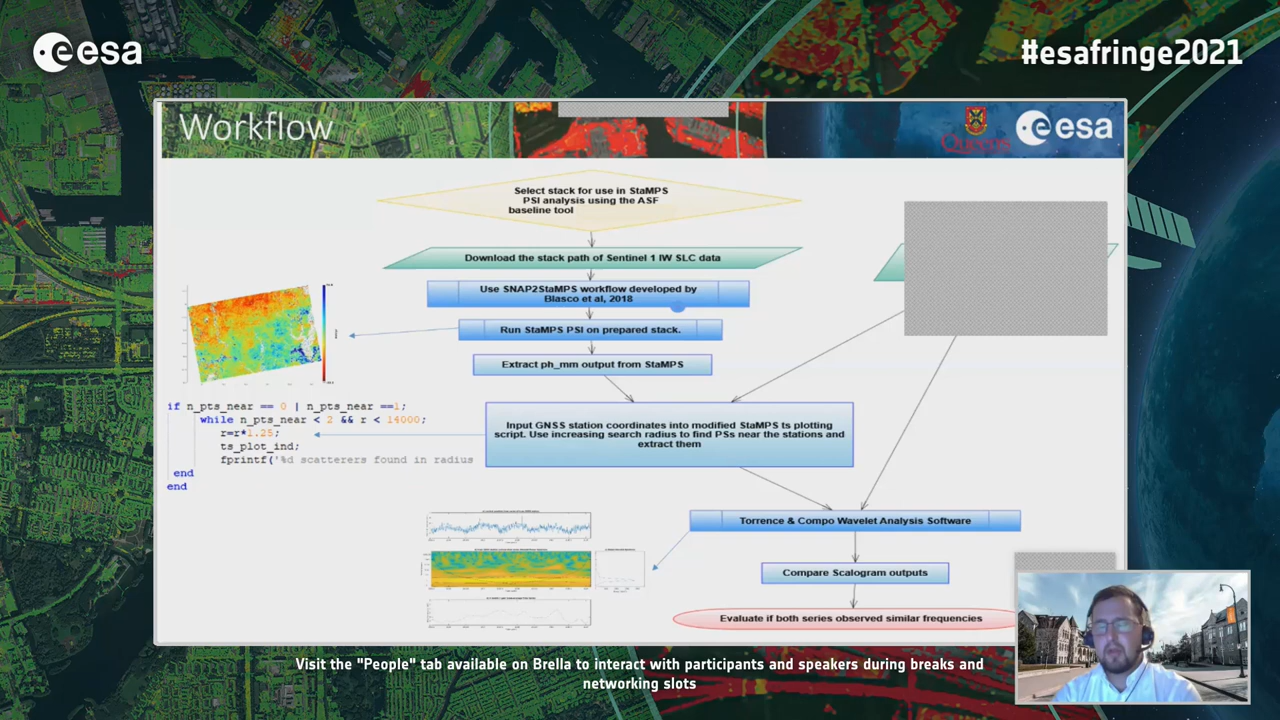 esa
#esafringe2021
Workflow
QUEEN'S
esa
Select stack for use in StaMPS
PSI analysis using the ASF
baseline tool
Download the stack path of Sentinel 1 IW SLC data
Use SNAP2StaMPS workflow developed by
Blasco et al, 2018
Run StaMPS PSI on prepared stack.
Extract ph_mm output from StaMPS
if n_pts_near == 0 | n_pts_near ==1;
while n_pts_near < 2 && r < 14000;
r=r*1.25;
ts_plot_ind;
fprintf('%d scatterers found in radius
end
end
Input GNSS station coordinates into modified StaMPS ts plotting
script. Use increasing search radius to find PSs near the stations and
extract them
Torrence & Compo Wavelet Analysis Software
Compare Scalogram outputs
Evaluate if both series observed similar frequencies
Visit the "People" tab available on Brella to interact with participants and speakers during breaks and
networking slots